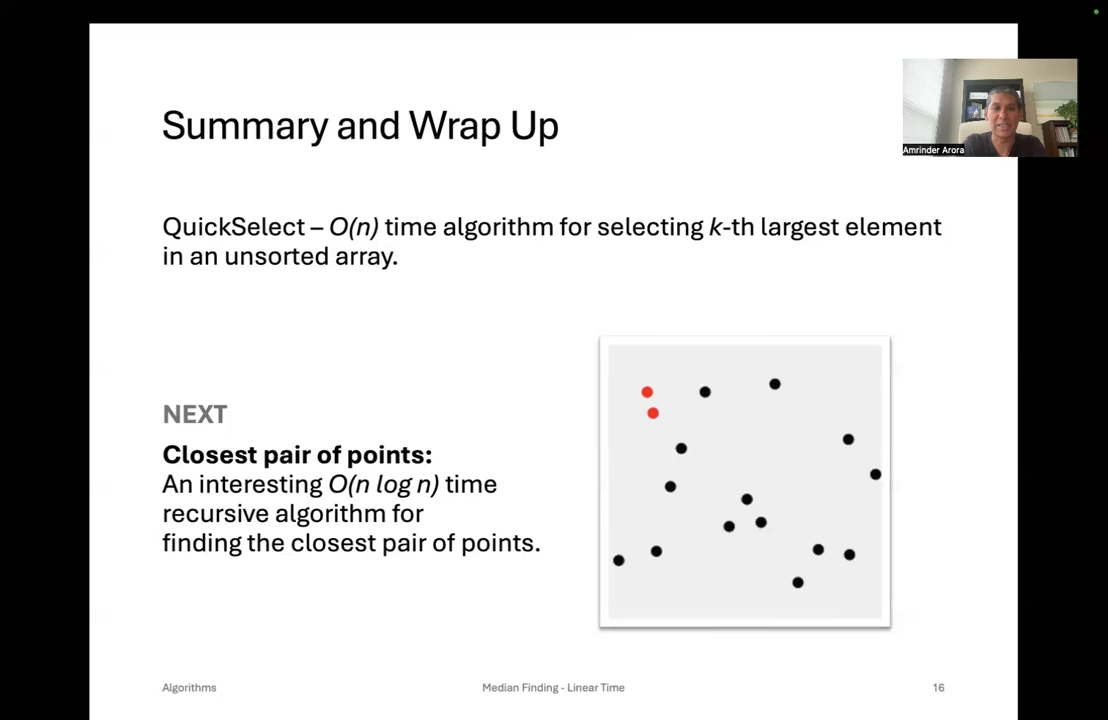 Summary and Wrap Up
Amrinder Arora
QuickSelect – O(n) time algorithm for selecting k-th largest element
in an unsorted array.
NEXT
Closest pair of points:
An interesting O(n log n) time
recursive algorithm for
finding the closest pair of points.
Algorithms
Median Finding - Linear Time
16